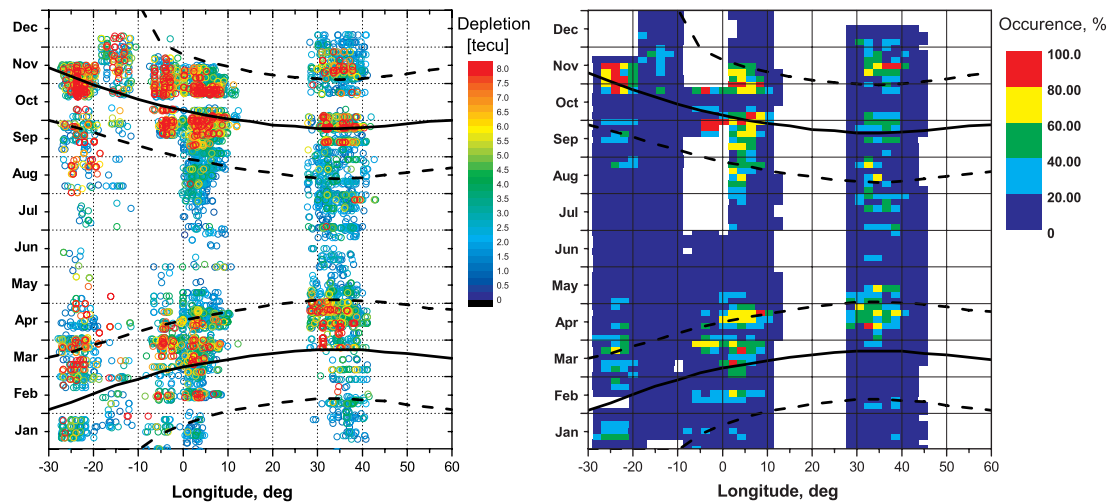 Depletion
[tecu]
Dec
Nov
Oct
Sep
Aug
Jul
Jun
May
Apr
Mar
Feb
Jan
-30
-20
-10
0
10
20
30
40
50
60
Longitude, deg
8.0
7.5
7.0
6.5
6.0
5.5
5.0
4.5
4.0
3.5
3.0
2.5
2.0
1.5
1.0
0.5
0
Occurence, %
Dec
Nov
Oct
Sep
Aug
Jul
Jun
May
Apr
Mar
Feb
Jan
-30
-20
-10
0
10
20
30
40
50
60
Longitude, deg
100.0
80.00
60.00
40.00
20.00
0